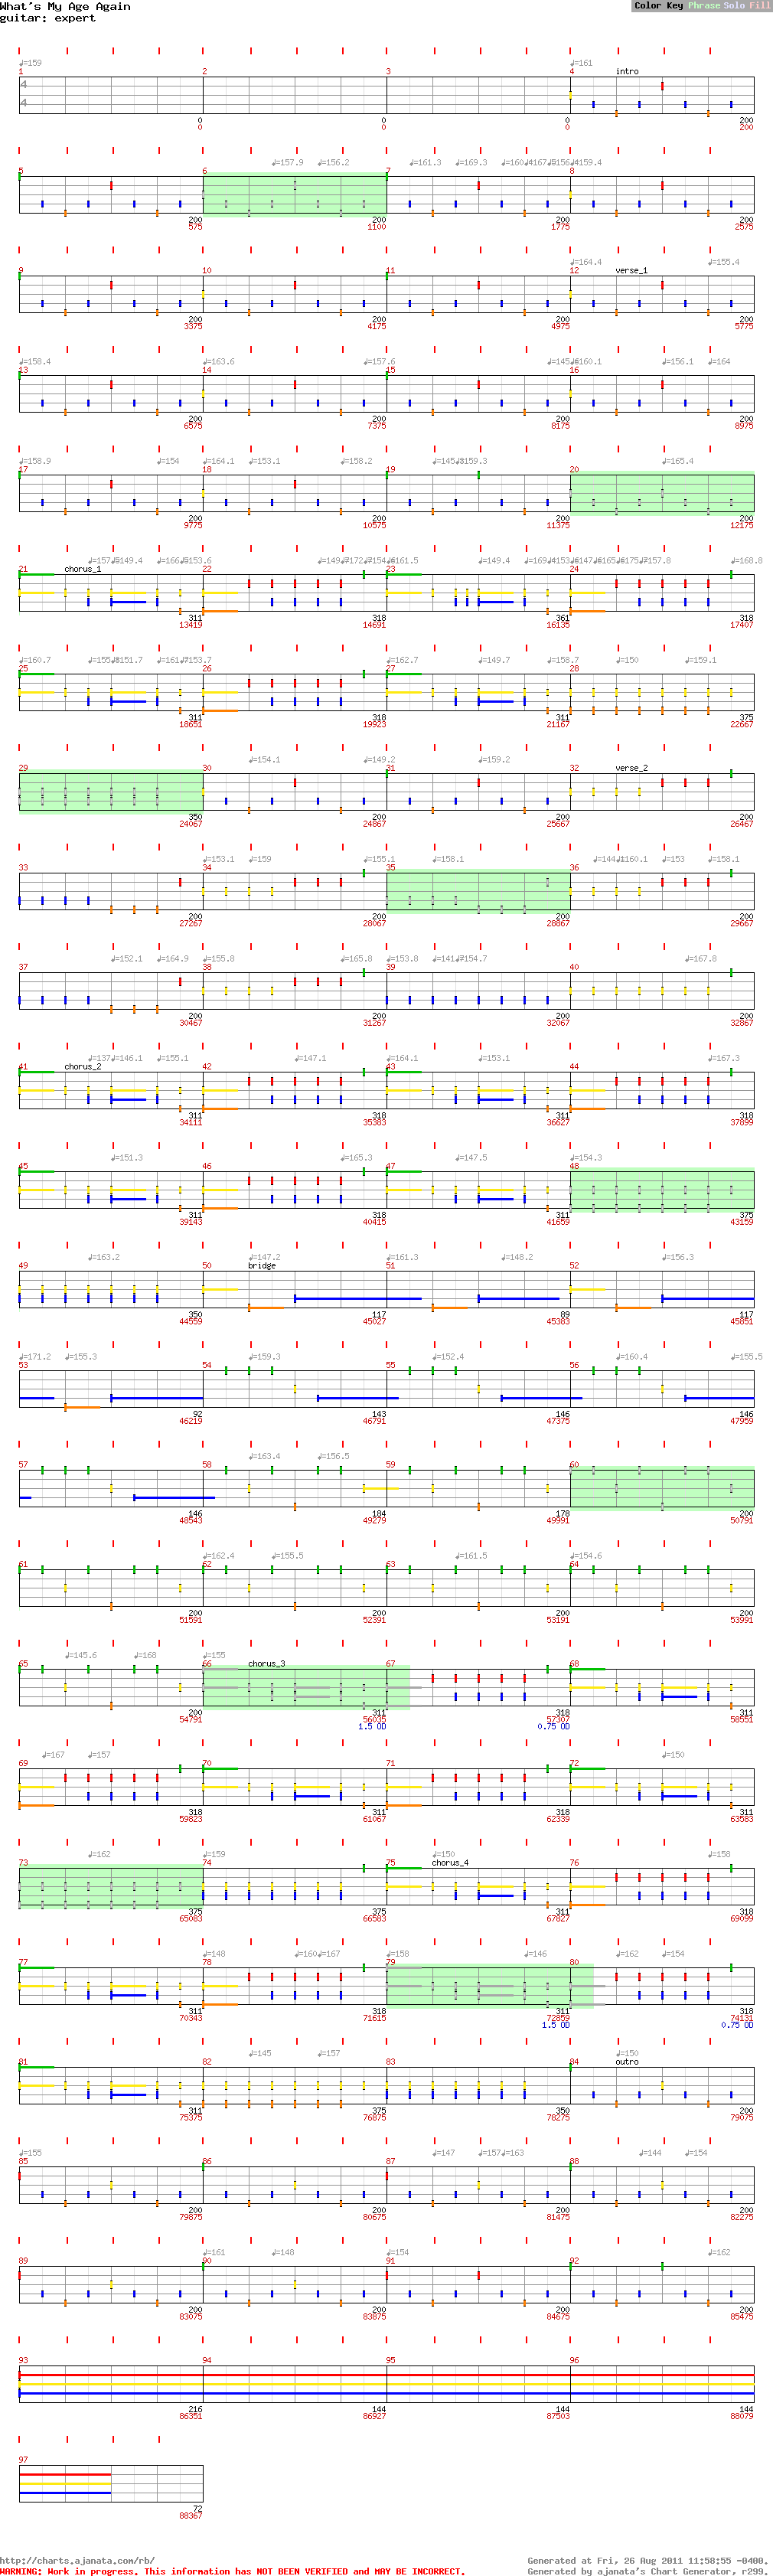 What's My Age Again
Color Key Phrase Solo Fill
guitar: expert
♩=159 ♩=161
1 2 3 4 intro
4
4
0 0 0 200
0 0 0 200
♩=157.9 ♩=156.2 ♩=161.3 ♩=169.3 ♩=159.4
5 6 7 8
200 200 200 200
575 1100 1775 2575
♩=164.4 ♩=155.4
9 10 11 12 verse_1
200 200 200 200
3375 4175 4975 5775
♩=158.4 ♩=163.6 ♩=157.6 ♩=160.1 ♩=156.1 ♩=164
13 14 15 16
200 200 200 200
6575 7375 8175 8975
♩=158.9 ♩=154 ♩=164.1 ♩=153.1 ♩=158.2 ♩=159.3 ♩=165.4
17 18 19 20
200 200 200 200
9775 10575 11375 12175
♩=149.4 ♩=153.6 ♩=161.5 ♩=149.4 ♩=157.8 ♩=168.8
21 chorus_1 22 23 24
311 318 361 318
13419 14691 16135 17407
♩=160.7 ♩=151.7 ♩=153.7 ♩=162.7 ♩=149.7 ♩=158.7 ♩=150 ♩=159.1
25 26 27 28
311 318 311 375
18651 19923 21167 22667
♩=154.1 ♩=149.2 ♩=159.2
29 30 31 32 verse_2
350 200 200 200
24067 24867 25667 26467
♩=153.1 ♩=159 ♩=155.1 ♩=158.1 ♩=160.1 ♩=153 ♩=158.1
33 34 35 36
200 200 200 200
27267 28067 28867 29667
♩=152.1 ♩=164.9 ♩=155.8 ♩=165.8 ♩=153.8 ♩=154.7 ♩=167.8
37 38 39 40
200 200 200 200
30467 31267 32067 32867
♩=146.1 ♩=155.1 ♩=147.1 ♩=164.1 ♩=153.1 ♩=167.3
41 chorus_2 42 43 44
311 318 311 318
34111 35383 36627 37899
♩=151.3 ♩=165.3 ♩=147.5 ♩=154.3
45 46 47 48
311 318 311 375
39143 40415 41659 43159
♩=163.2 ♩=147.2 ♩=161.3 ♩=148.2 ♩=156.3
49 50 bridge 51 52
350 117 89 117
44559 45027 45383 45851
♩=171.2 ♩=155.3 ♩=159.3 ♩=152.4 ♩=160.4 ♩=155.5
53 54 55 56
92 143 146 146
46219 46791 47375 47959
♩=163.4 ♩=156.5
57 58 59 60
146 184 178 200
48543 49279 49991 50791
♩=162.4 ♩=155.5 ♩=161.5 ♩=154.6
61 62 63 64
200 200 200 200
51591 52391 53191 53991
♩=145.6 ♩=168 ♩=155
65 66 chorus_3 67 68
200 311 318 311
54791 56035 57307 58551
1.5 OD 0.75 OD
♩=167 ♩=157 ♩=150
69 70 71 72
318 311 318 311
59823 61067 62339 63583
♩=162 ♩=159 ♩=150 ♩=158
73 74 75 chorus_4 76
375 375 311 318
65083 66583 67827 69099
♩=148 ♩=160 ♩=167 ♩=158 ♩=146 ♩=162 ♩=154
77 78 79 80
311 318 311 318
70343 71615 72859 74131
1.5 OD 0.75 OD
♩=145 ♩=157 ♩=150
81 82 83 84 outro
311 375 350 200
75375 76875 78275 79075
♩=155 ♩=147 ♩=157 ♩=163 ♩=144 ♩=154
85 86 87 88
200 200 200 200
79875 80675 81475 82275
♩=161 ♩=148 ♩=154 ♩=162
89 90 91 92
200 200 200 200
83075 83875 84675 85475
93 94 95 96
216 144 144 144
86351 86927 87503 88079
97
72
88367
http://charts.ajanata.com/rb/
Generated at Fri, 26 Aug 2011 11:58:55 -0400.
WARNING: Work in progress. This information has NOT BEEN VERIFIED and MAY BE INCORRECT.
Generated by ajanata's Chart Generator, r299.